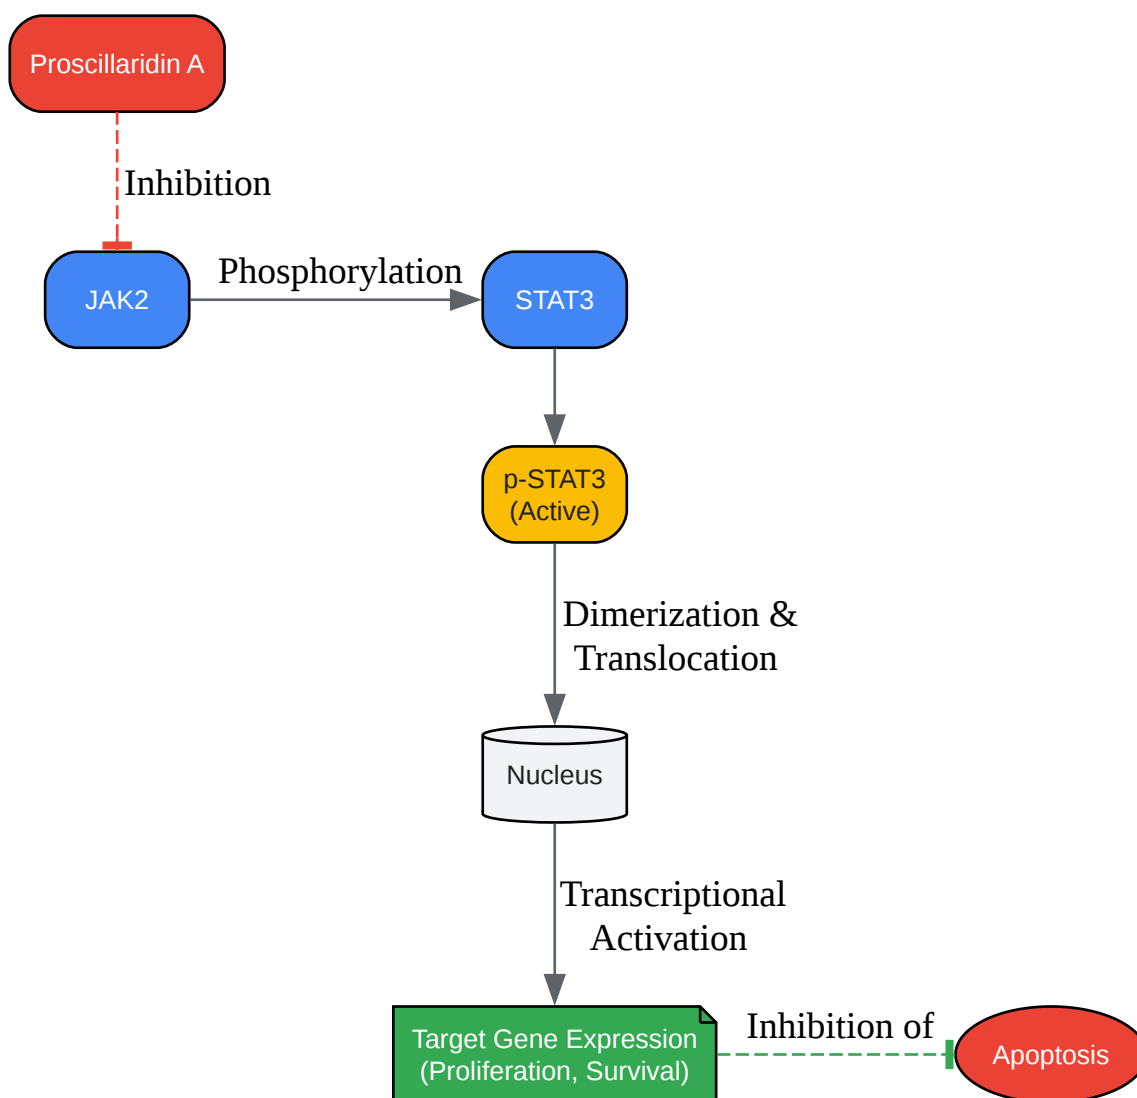 Proscillaridin A
Inhibition
Phosphorylation
JAK2
STAT3
p-STAT3
(Active)
Dimerization &
Translocation
Nucleus
Transcriptional
Activation
Target Gene Expression
(Proliferation, Survival)
Inhibition of
Apoptosis